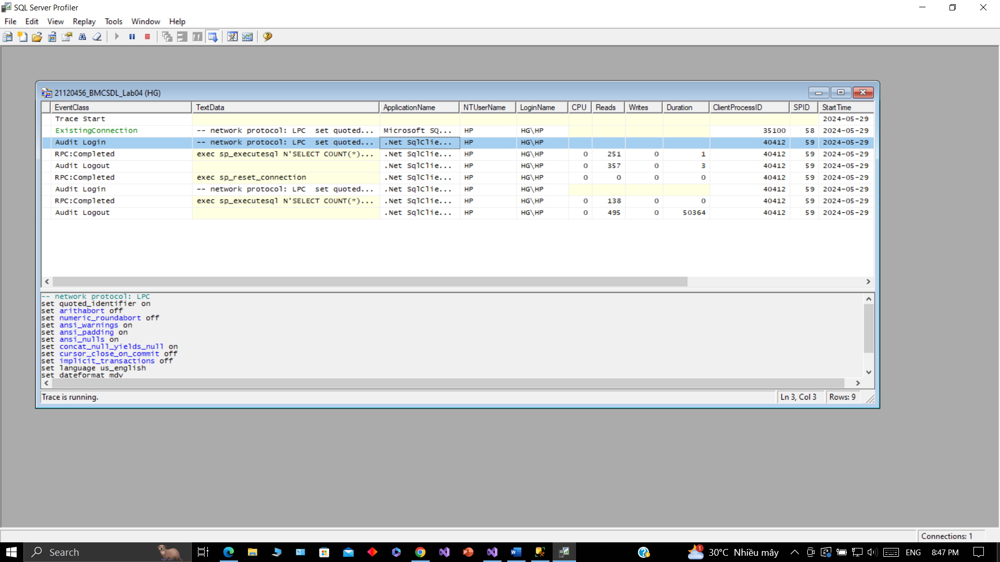 SQL Server Profiler
File Edit View Replay Tools Window Help
21120456_BMCSDL_Lab04 (HG)
EventClass TextData ApplicationName NTUserName LoginName CPU Reads Writes Duration ClientProcessID SPID StartTime
Trace Start 2024-05-29
ExistingConnection -- network protocol: LPC set quoted... Microsoft SQ... HP HG\HP 35100 58 2024-05-29
Audit Login -- network protocol: LPC set quoted... .Net SqlClie... HP HG\HP 40412 59 2024-05-29
RPC:Completed exec sp_executesql N'SELECT COUNT(*)... .Net SqlClie... HP HG\HP 0 251 0 1 40412 59 2024-05-29
Audit Logout .Net SqlClie... HP HG\HP 0 357 0 3 40412 59 2024-05-29
RPC:Completed exec sp_reset_connection .Net SqlClie... HP HG\HP 0 0 0 0 40412 59 2024-05-29
Audit Login -- network protocol: LPC set quoted... .Net SqlClie... HP HG\HP 40412 59 2024-05-29
RPC:Completed exec sp_executesql N'SELECT COUNT(*)... .Net SqlClie... HP HG\HP 0 138 0 0 40412 59 2024-05-29
Audit Logout .Net SqlClie... HP HG\HP 0 495 0 50364 40412 59 2024-05-29
-- network protocol: LPC
set quoted_identifier on
set arithabort off
set numeric_roundabort off
set ansi_warnings on
set ansi_padding on
set ansi_nulls on
set concat_null_yields_null on
set cursor_close_on_commit off
set implicit_transactions off
set language us_english
set dateformat mdy
Trace is running. Ln 3, Col 3 Rows: 9
Connections: 1
Search 1 30°C Nhiều mây ENG 8:47 PM